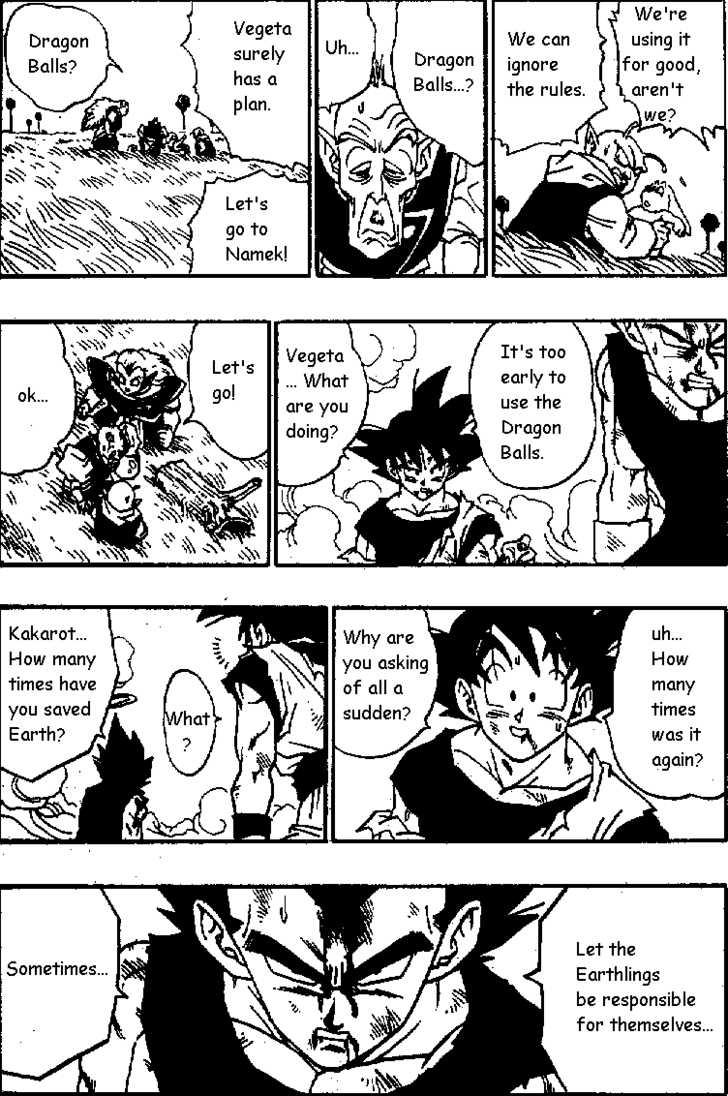 Dragon
Balls?
Vegeta
surely
has a
plan.
Let's
go to
Namek!
Uh...
Dragon
Balls...?
We can
ignore
the rules.
We're
using it
for good,
aren't
we?
ok...
Let's
go!
Vegeta
... What
are you
doing?
It's too
early to
use the
Dragon
Balls.
Kakarot...
How many
times have
you saved
Earth?
What
?
Why are
you asking
of all a
sudden?
uh...
How
many
times
was it
again?
Sometimes...
Let the
Earthlings
be responsible
for themselves...